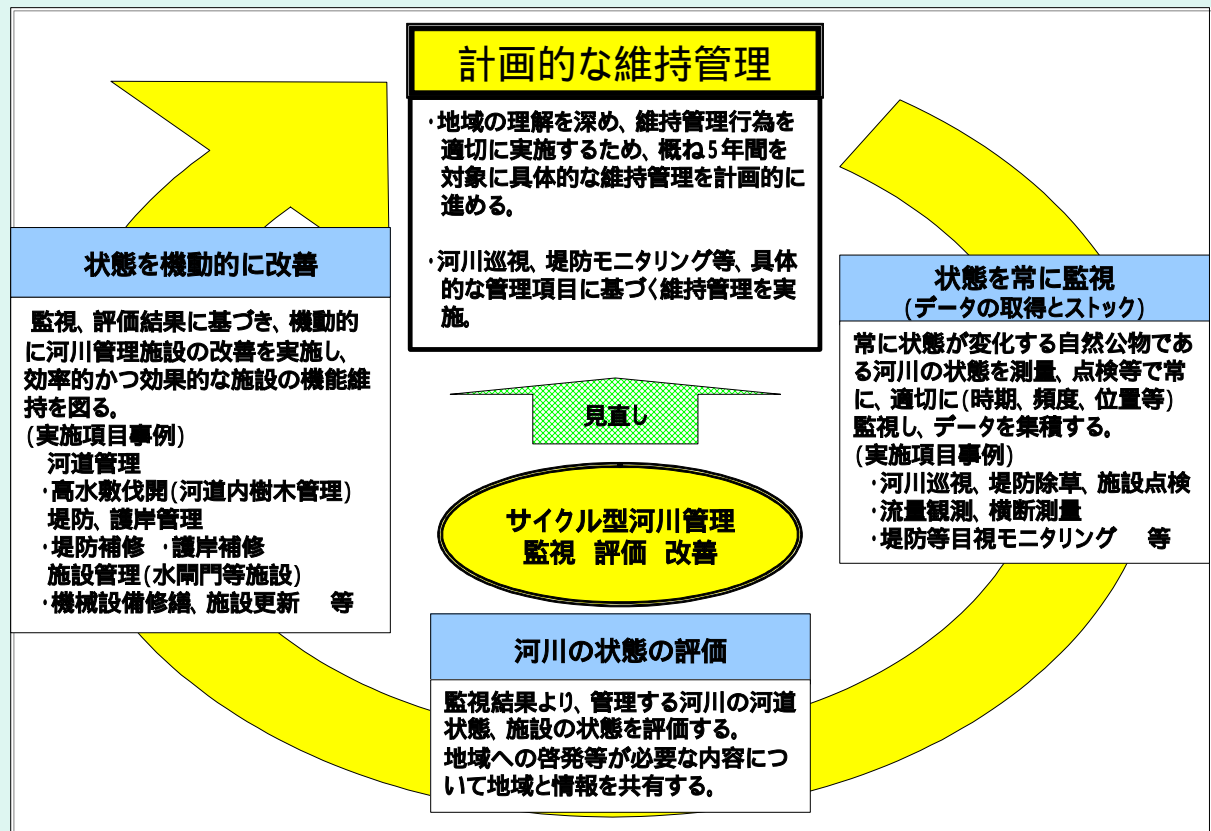 計画的な維持管理
・地域の理解を深め、維持管理行為を
適切に実施するため、概ね5年間を
対象に具体的な維持管理を計画的に
進める。
・河川巡視、堤防モニタリング等、具体
的な管理項目に基づく維持管理を実
施。
状態を常に監視
(データの取得とストック)
常に状態が変化する自然公物であ
る河川の状態を測量、点検等で常
に、適切に(時期、頻度、位置等)
監視し、データを集積する。
(実施項目事例)
・河川巡視、堤防除草、施設点検
・流量観測、横断測量
・堤防等目視モニタリング 等
河川の状態の評価
監視結果より、管理する河川の河道
状態、施設の状態を評価する。
地域への啓発等が必要な内容につ
いて地域と情報を共有する。
状態を機動的に改善
監視、評価結果に基づき、機動的
に河川管理施設の改善を実施し、
効率的かつ効果的な施設の機能維
持を図る。
(実施項目事例)
河道管理
・高水敷伐開(河道内樹木管理)
堤防、護岸管理
・堤防補修 ・護岸補修
施設管理(水閘門等施設)
・機械設備修繕、施設更新 等
見直し
サイクル型河川管理
監視 評価 改善